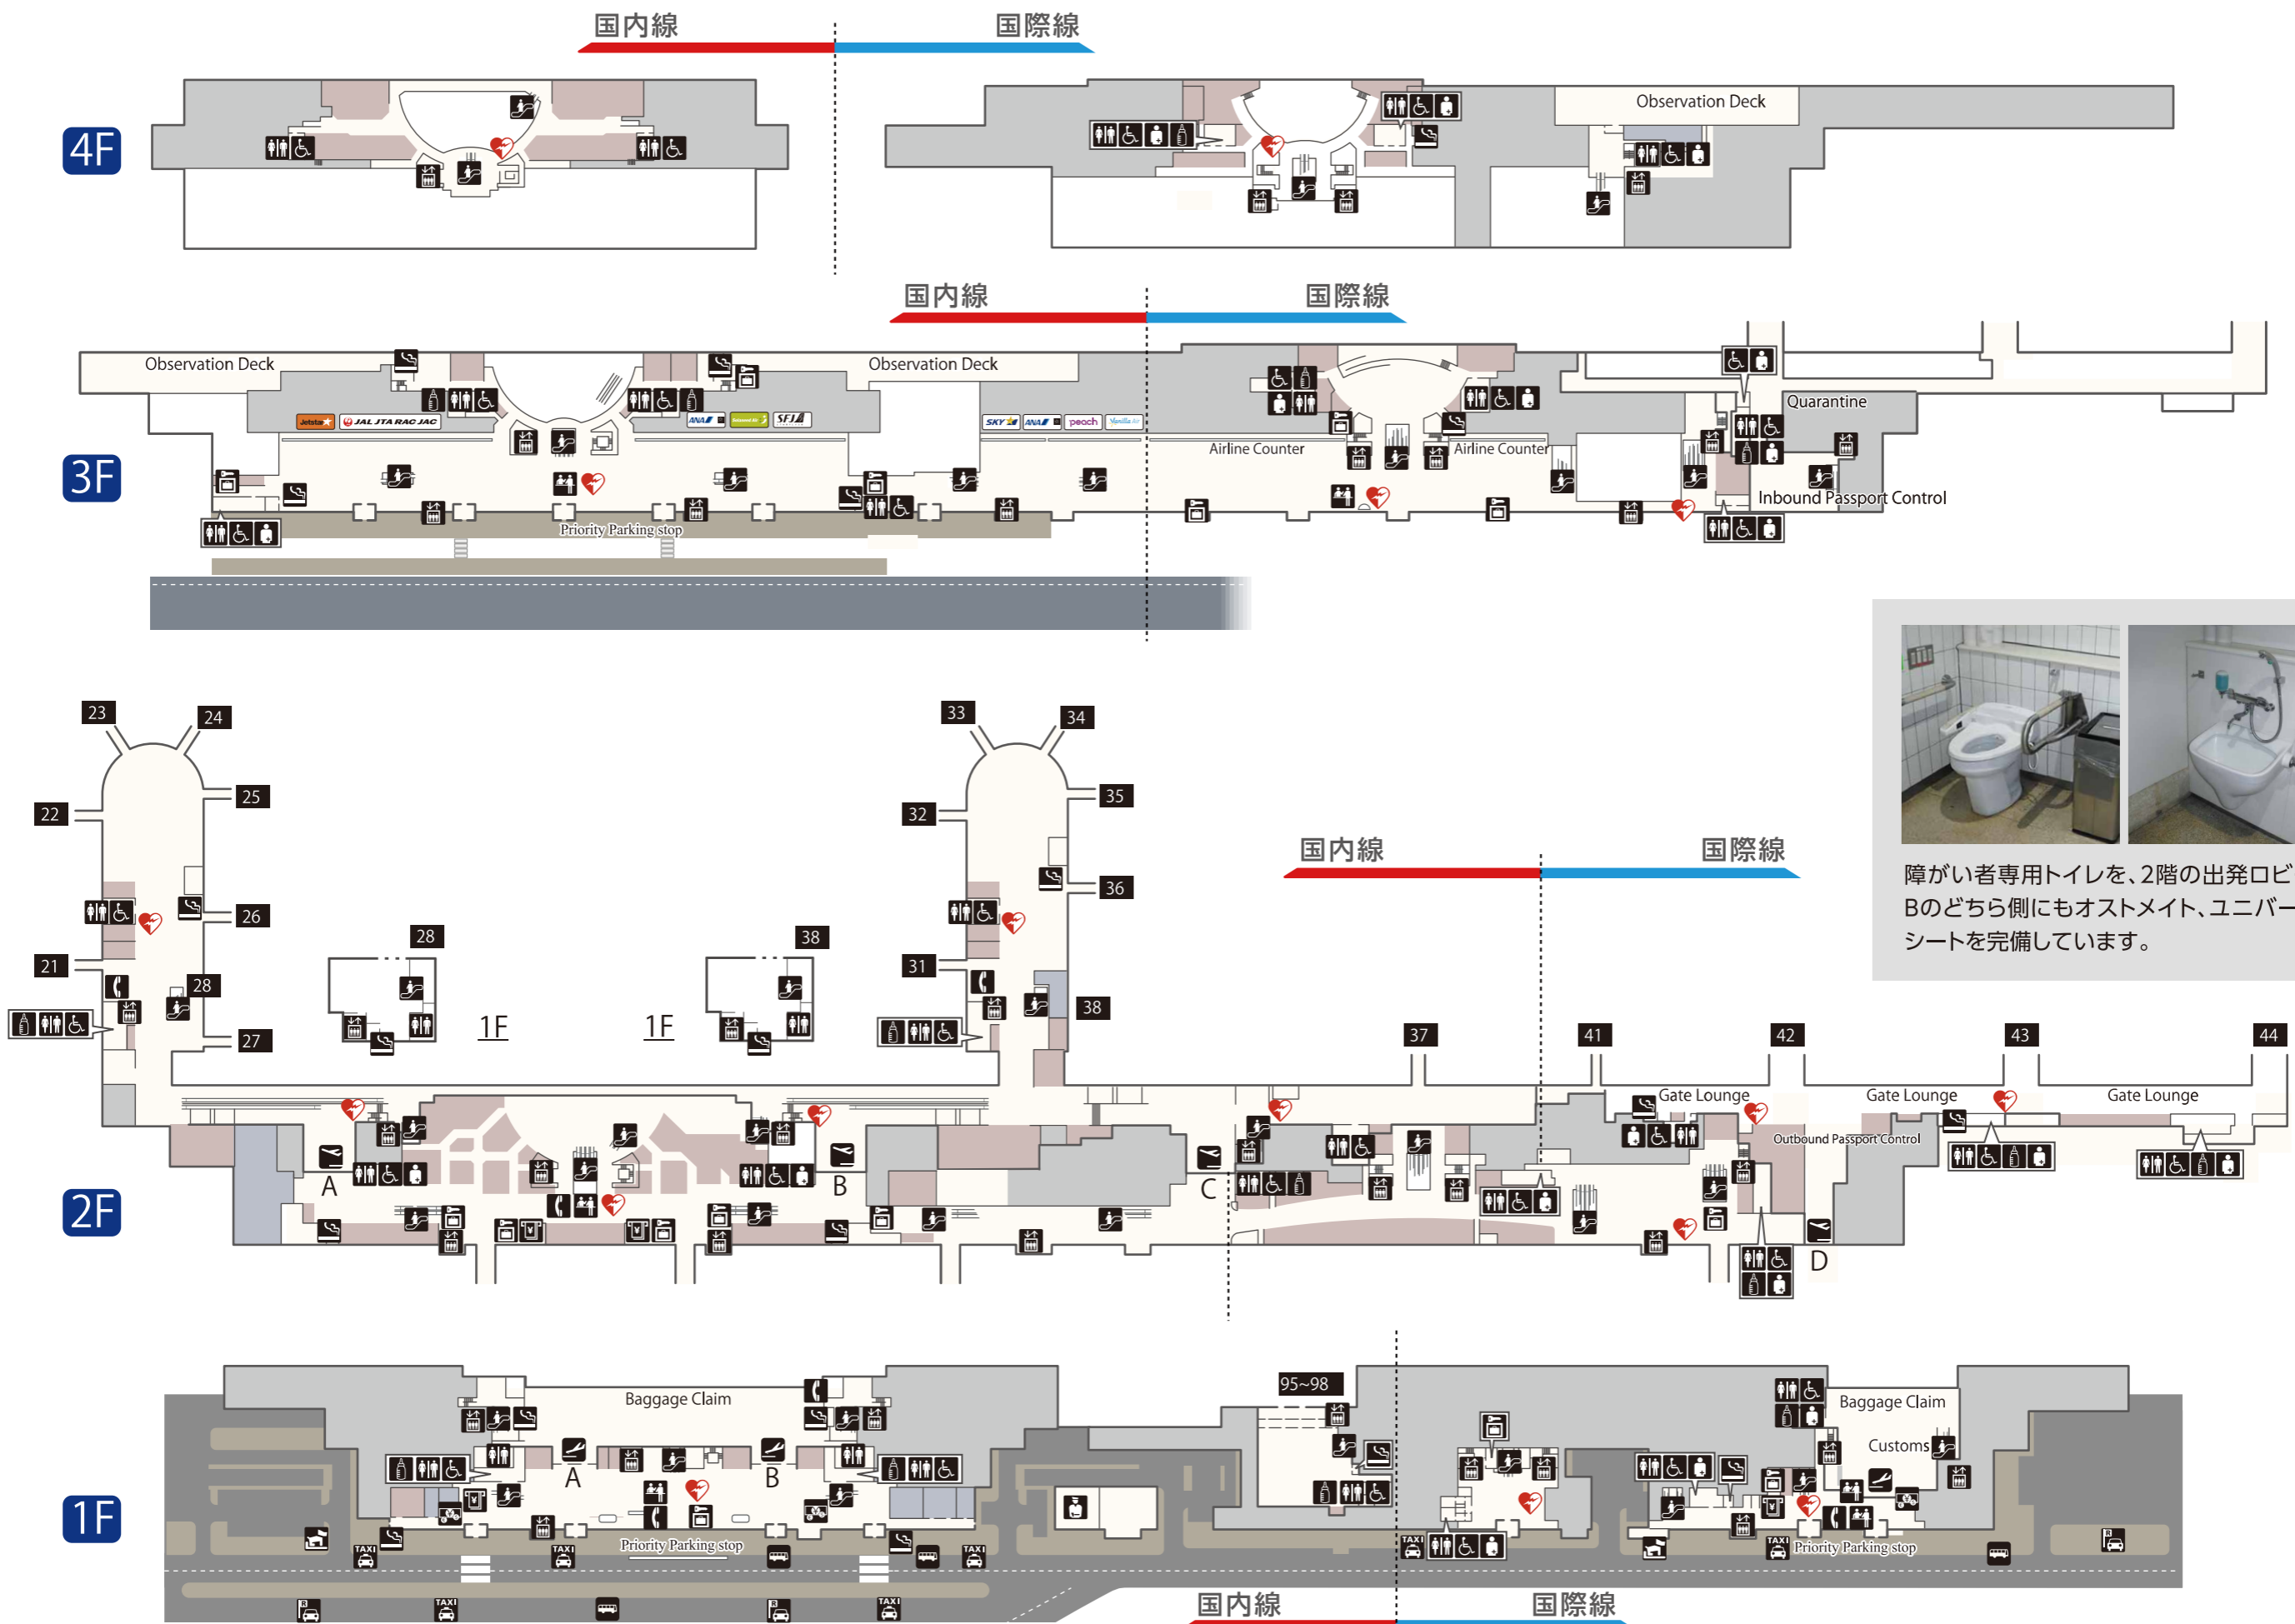 国内線
国際線
4F
Observation Deck
国内線
国際線
3F
Observation Deck
Observation Deck
Jetstar
JAL JTA RAC JAC
ANA
SFJ
SKY
ANA
peach
Vanilla Air
Airline Counter
Airline Counter
Quarantine
Inbound Passport Control
Priority Parking stop
障がい者専用トイレを、2階の出発ロビ
Bのどちら側にもオストメイト、ユニバー
シートを完備しています。
23
24
33
34
22
25
32
35
国内線
国際線
26
36
21
28
28
38
31
38
27
1F
1F
37
41
42
43
44
Gate Lounge
Gate Lounge
Gate Lounge
Outbound Passport Control
2F
A
B
C
D
95~98
Baggage Claim
Baggage Claim
Customs
1F
A
B
Priority Parking stop
Priority Parking stop
TAXI
TAXI
TAXI
TAXI
TAXI
R
R
TAXI
R
TAXI
国内線
国際線